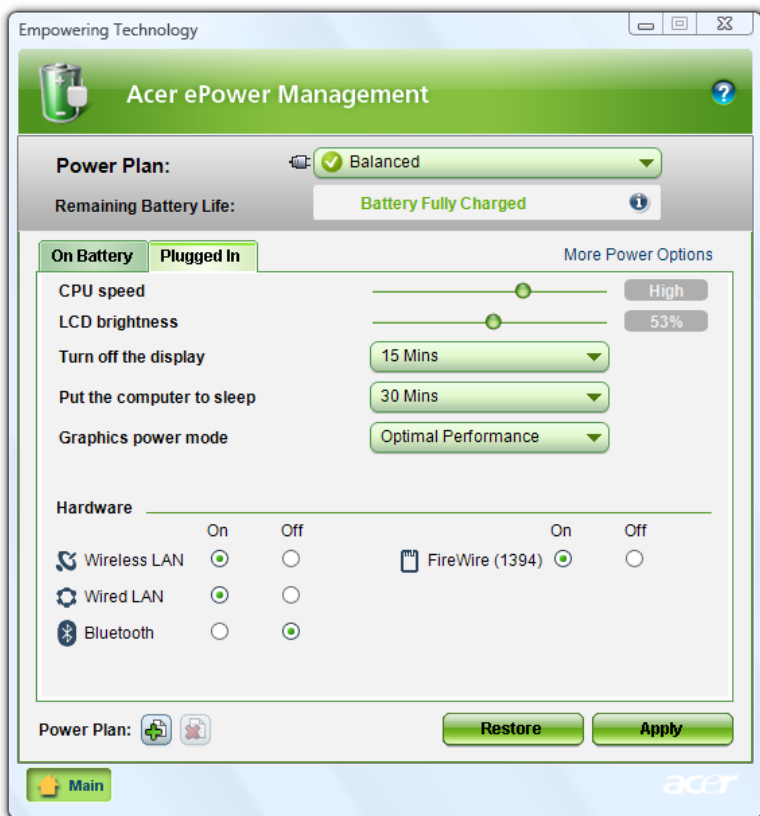 Empowering Technology
Acer ePower Management
Power Plan: Balanced
Remaining Battery Life: Battery Fully Charged
On Battery Plugged In More Power Options
CPU speed High
LCD brightness 53%
Turn off the display 15 Mins
Put the computer to sleep 30 Mins
Graphics power mode Optimal Performance
Hardware
On Off On Off
Wireless LAN FireWire (1394)
Wired LAN
Bluetooth
Power Plan: Restore Apply
Main acer